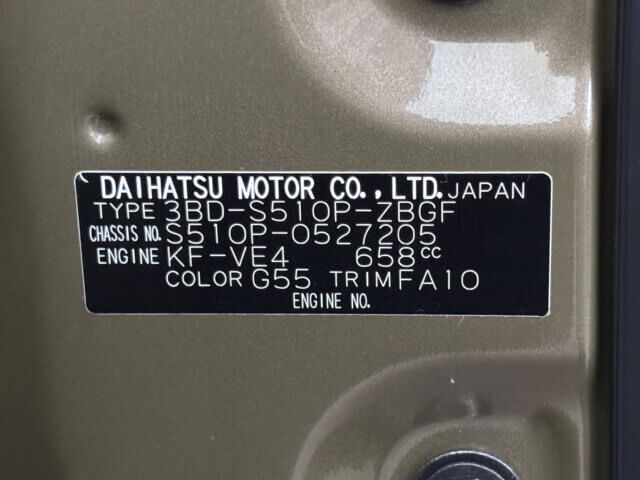 DAIHATSU MOTOR CO., LTD. JAPAN
TYPE 3BD-S510P-ZBGF
CHASSIS NO. S510P-0527205
ENGINE KF-VE4 658cc
COLOR G55 TRIM FA10
ENGINE NO.